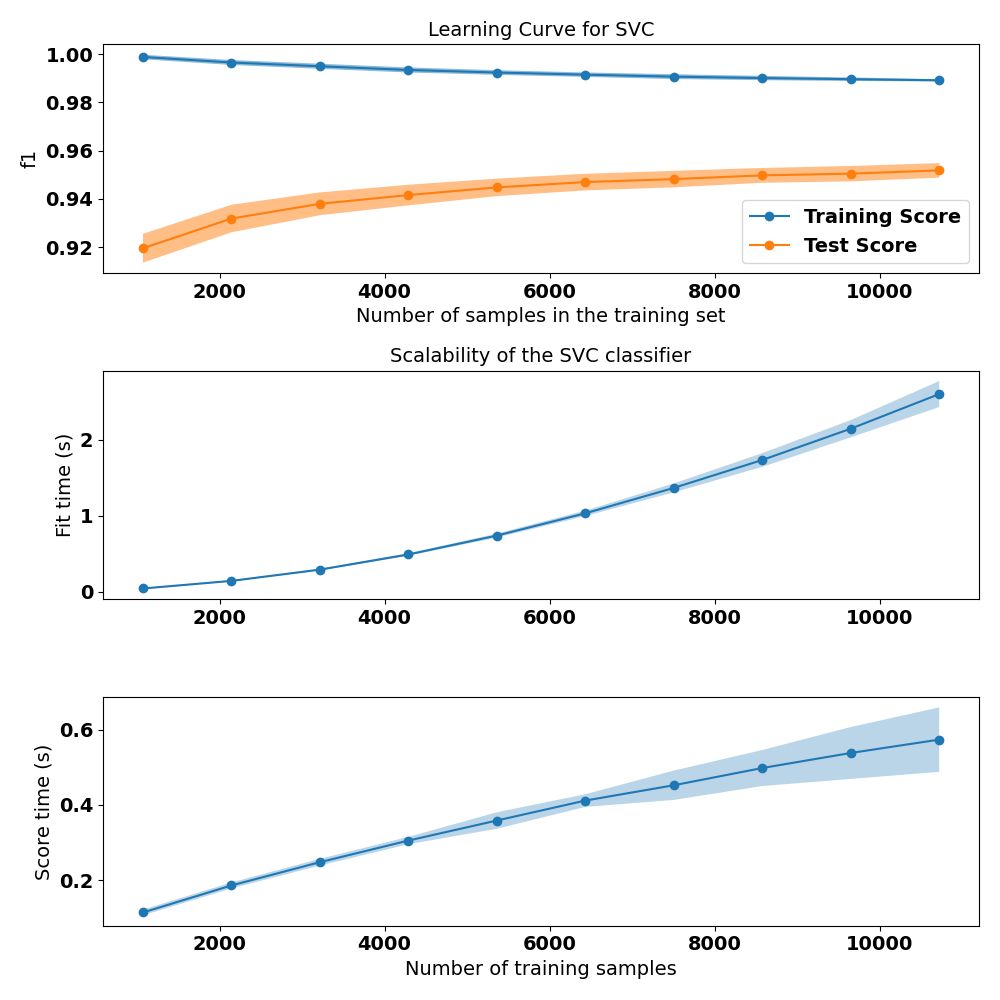 Learning Curve for SVC
1.00
0.98
0.96
0.94
0.92
f1
Training Score
Test Score
2000 4000 6000 8000 10000
Number of samples in the training set
Scalability of the SVC classifier
2
1
0
Fit time (s)
2000 4000 6000 8000 10000
0.6
0.4
0.2
Score time (s)
2000 4000 6000 8000 10000
Number of training samples